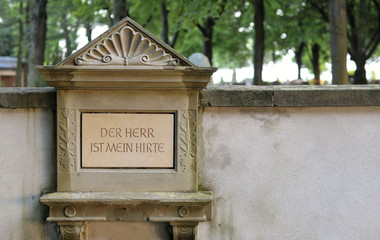 DER HERR
IST MEIN HIRTE